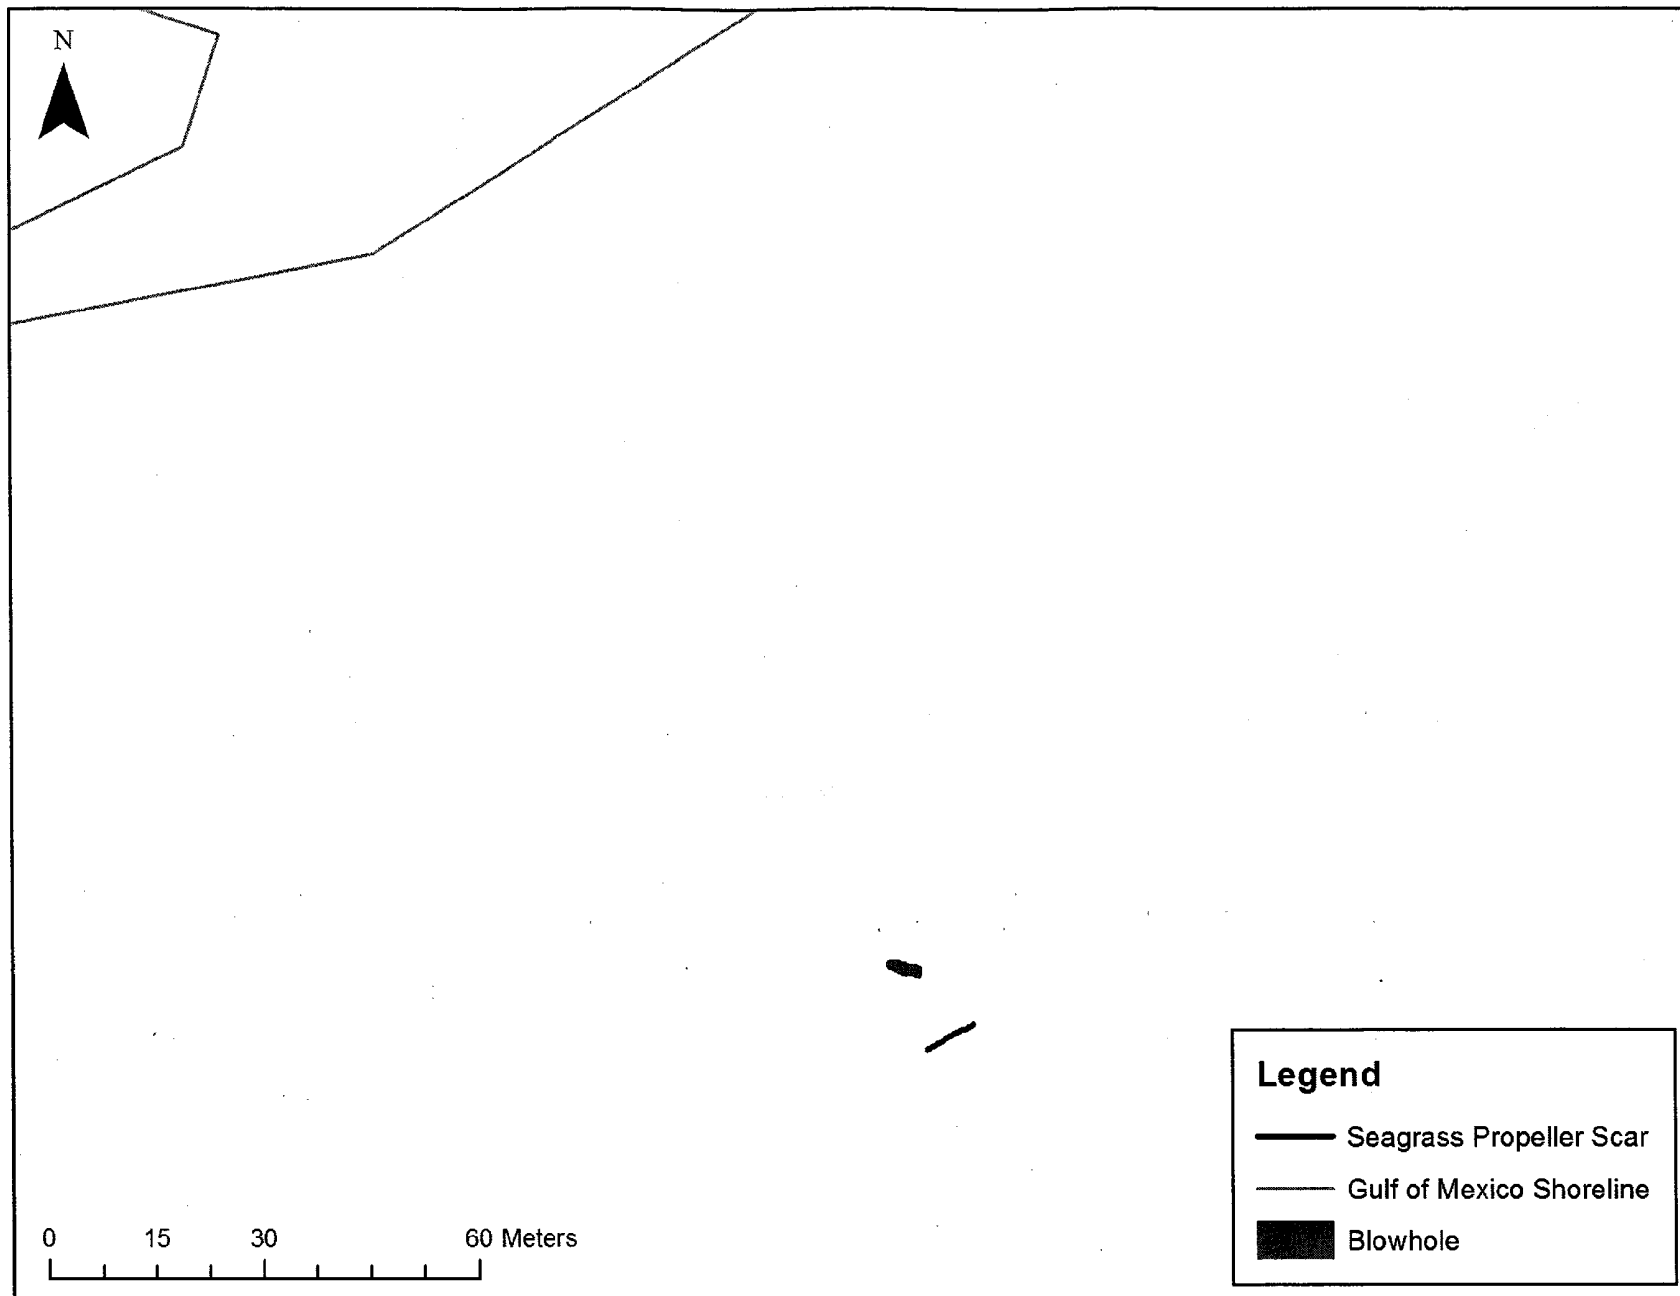 N
Legend
Seagrass Propeller Scar
Gulf of Mexico Shoreline
Blowhole
0 15 30 60 Meters